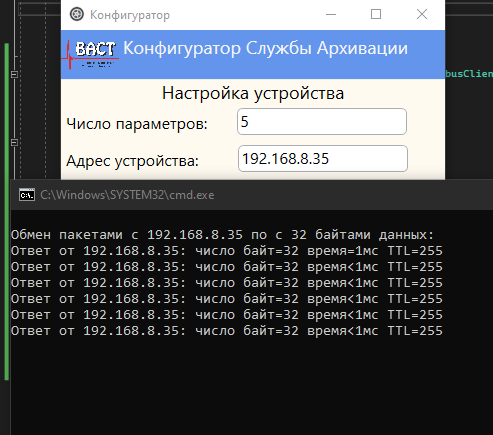 Конфигуратор
ВАСТ Конфигуратор Службы Архивации
busClien
Настройка устройства
Число параметров: 5
Адрес устройства: 192.168.8.35
C:\Windows\SYSTEM32\cmd.exe
Обмен пакетами с 192.168.8.35 по с 32 байтами данных:
Ответ от 192.168.8.35: число байт=32 время=1мс TTL=255
Ответ от 192.168.8.35: число байт=32 время<1мс TTL=255
Ответ от 192.168.8.35: число байт=32 время<1мс TTL=255
Ответ от 192.168.8.35: число байт=32 время<1мс TTL=255
Ответ от 192.168.8.35: число байт=32 время<1мс TTL=255
Ответ от 192.168.8.35: число байт=32 время<1мс TTL=255